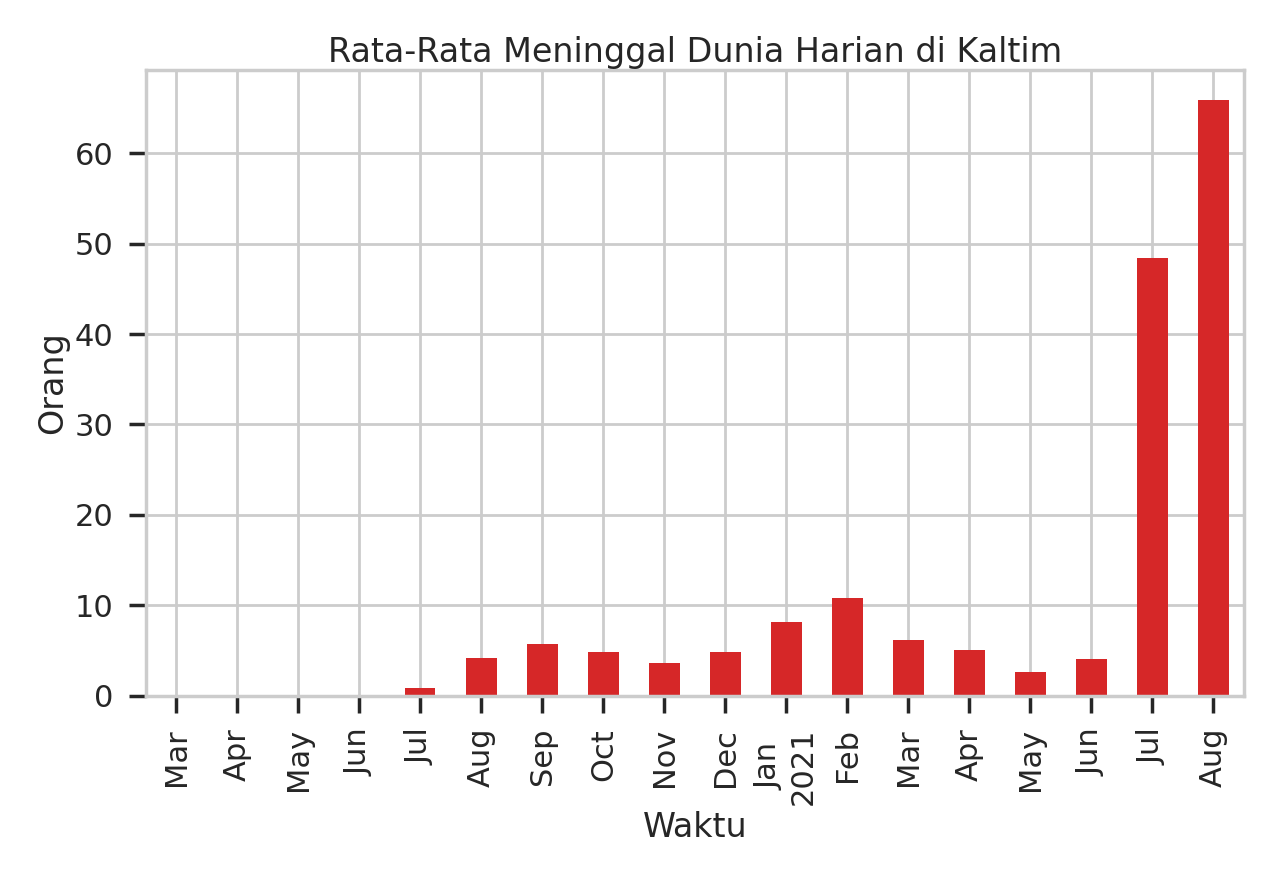 Rata-Rata Meninggal Dunia Harian di Kaltim
Orang
60
50
40
30
20
10
0
Mar
Apr
May
Jun
Jul
Aug
Sep
Oct
Nov
Dec
Jan
2021
Feb
Mar
Apr
May
Jun
Jul
Aug
Waktu